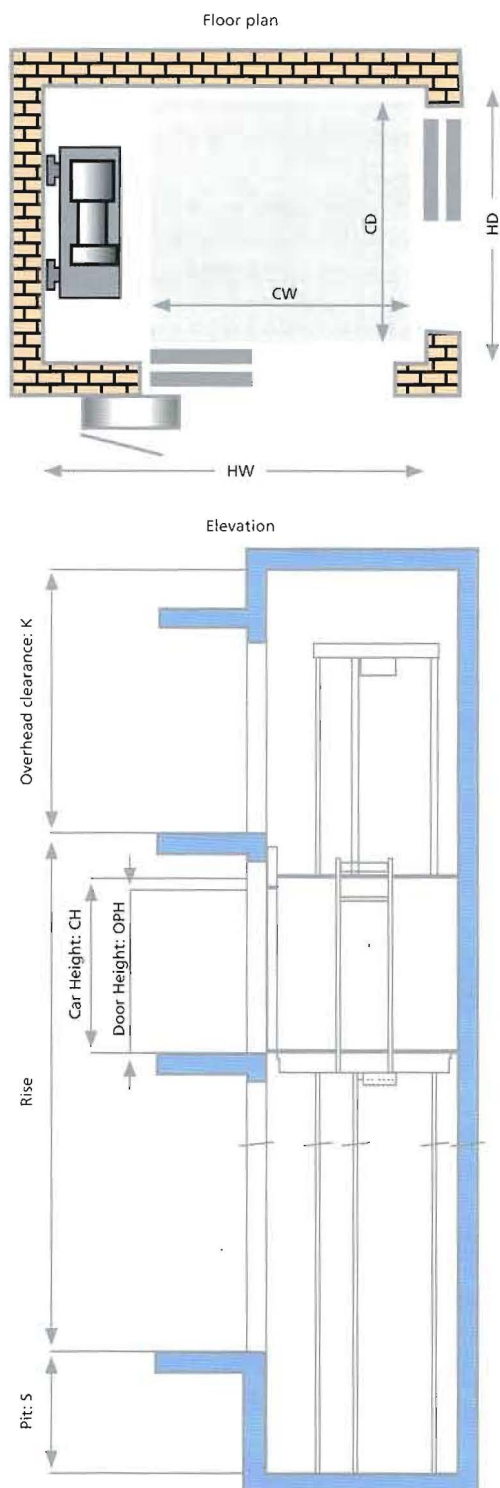 Floor plan
CD
HD
CW
HW
Elevation
Overhead clearance: K
Car Height: CH
Door Height: OPH
Rise
Pit: S